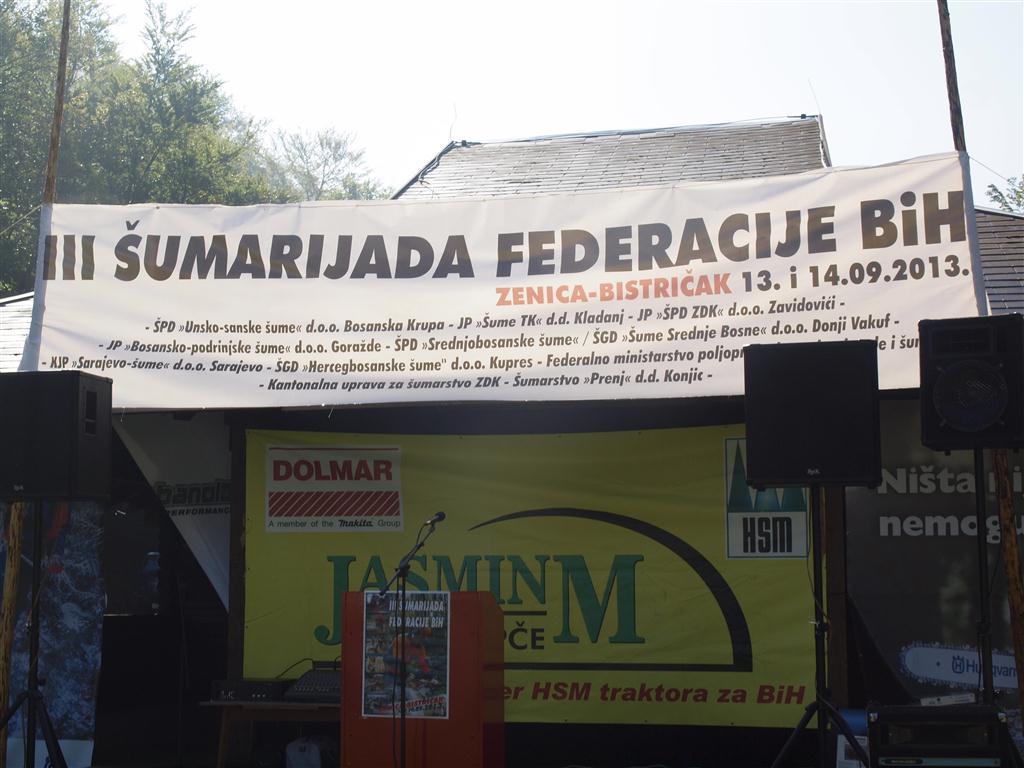 III ŠUMARIJADA FEDERACIJE BiH
ZENICA-BISTRIČAK 13. i 14.09.2013.
- ŠPD »Unsko-sanske šume« d.o.o. Bosanska Krupa - JP »Šume TK« d.d. Kladanj - JP »ŠPD ZDK« d.o.o. Zavidovići -
- JP »Bosansko-podrinjske šume« d.o.o. Goražde - ŠPD »Srednjobosanske šume« / ŠGD »Šume Srednje Bosne« d.o.o. Donji Vakuf -
- KJP »Sarajevo-šume« d.o.o. Sarajevo - ŠGD »Hercegbosanske šume" d.o.o. Kupres - Federalno ministarstvo
- Kantonalna uprava za šumarstvo ZDK - Šumarstvo »Prenj« d.d. Konjic -
DOLMAR
A member of the Makita Group
HSM
JASMIN M
HSM traktora za BiH
III ŠUMARIJADA
FEDERACIJE BIH
PERFORMANCE
Ništa